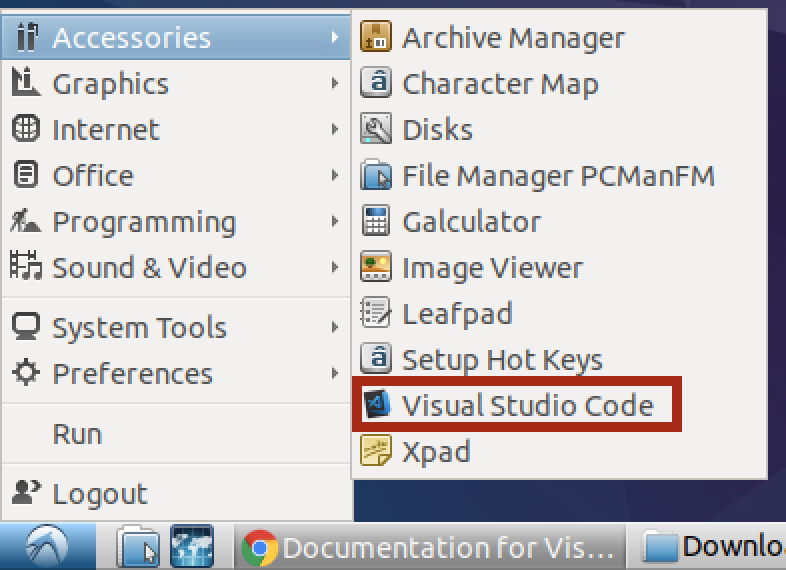 Accessories
Graphics
Internet
Office
Programming
Sound & Video
System Tools
Preferences
Run
Logout
Archive Manager
Character Map
Disks
File Manager PCManFM
Galculator
Image Viewer
Leafpad
Setup Hot Keys
Visual Studio Code
Xpad
Documentation for Vis...
Downlo